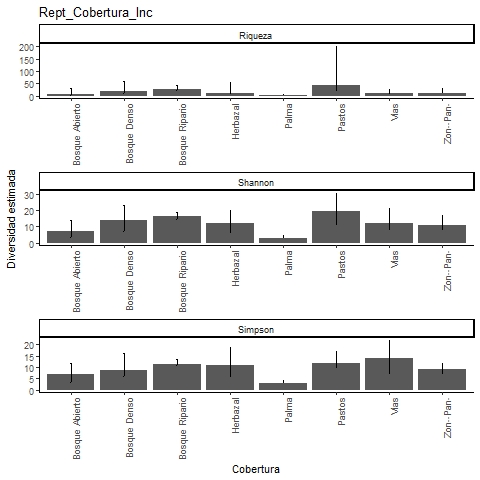 Rept_Cobertura_Inc
Riqueza
200
150
100
50
0
Bosque Abierto
Bosque Denso
Bosque Ripario
Herbazal
Palma
Pastos
Vias
Zon--Pan-
Diversidad estimada
Shannon
30
20
10
0
Bosque Abierto
Bosque Denso
Bosque Ripario
Herbazal
Palma
Pastos
Vias
Zon--Pan-
Simpson
20
15
10
5
0
Bosque Abierto
Bosque Denso
Bosque Ripario
Herbazal
Palma
Pastos
Vias
Zon--Pan-
Cobertura